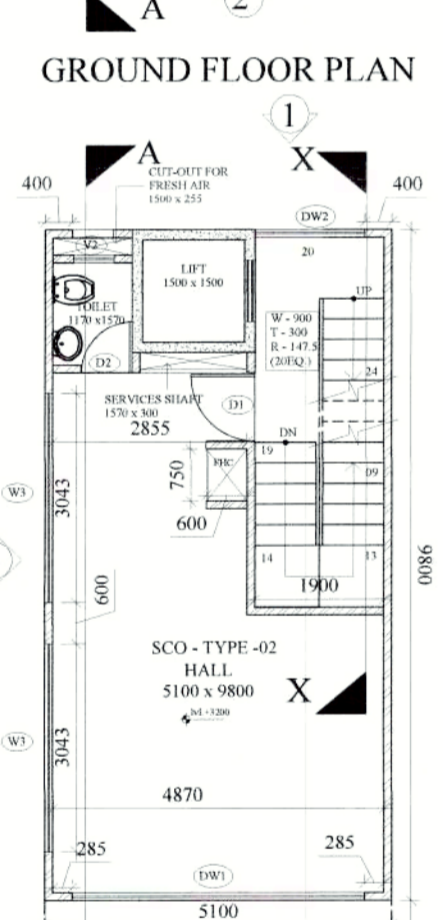 A
2
GROUND FLOOR PLAN
1
A
X
CUT-OUT FOR
FRESH AIR
1500 x 255
400
400
DW2
V2
20
LIFT
1500 x 1500
UP
TOILET
1170 x1570
W - 900
T - 300
R - 147.5
(20EQ.)
D2
24
SERVICES SHAFT
1570 x 300
D1
2855
DN
19
FHC
750
09
W3
3043
600
14
13
1900
9800
600
SCO - TYPE -02
HALL
5100 x 9800
lvl +3200
X
W3
3043
4870
285
285
DW1
5100